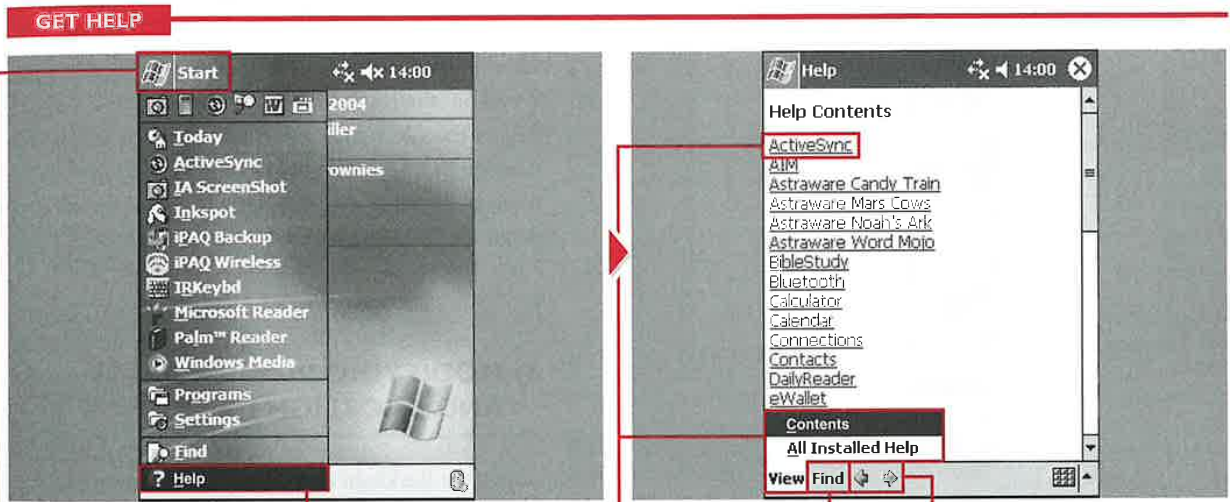 GET HELP
Start 14:00
2004
iller
ownies
Today
ActiveSync
IA ScreenShot
Inkspot
iPAQ Backup
iPAQ Wireless
IRKeybd
Microsoft Reader
Palm™ Reader
Windows Media
Programs
Settings
Find
? Help
Help 14:00
Help Contents
ActiveSync
AIM
Astraware Candy Train
Astraware Mars Cows
Astraware Noah's Ark
Astraware Word Mojo
BibleStudy
Bluetooth
Calculator
Calendar
Connections
Contacts
DailyReader
eWallet
Contents
All Installed Help
View Find